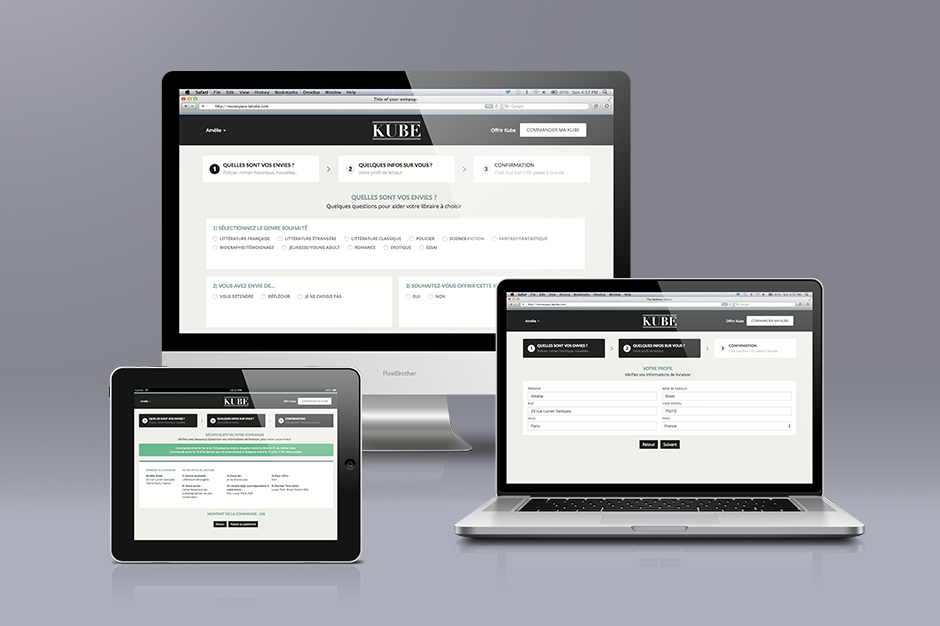 Safari File Edit View History Bookmarks Develop Window Help
(97%) Sun 4:52 PM
Title of your webpage
http://monespace.lakube.com
Google
Amélie
KUBE
Offrir Kube
COMMANDER MA KUBE
1 QUELLES SONT VOS ENVIES ?
Policier, roman historique, nouvelles...
2 QUELQUES INFOS SUR VOUS ?
Votre profil de lecteur
3 CONFIRMATION
C'est tout bon ? On passe à la suite
QUELLES SONT VOS ENVIES ?
Quelques questions pour aider votre libraire à choisir
1) SÉLECTIONNEZ LE GENRE SOUHAITÉ
LITTÉRATURE FRANÇAISE LITTÉRATURE ÉTRANGÈRE LITTÉRATURE CLASSIQUE POLICIER SCIENCE-FICTION FANTASY/FANTASTIQUE
BIOGRAPHIE/TÉMOIGNAGE JEUNESSE/YOUNG ADULT ROMANCE EROTIQUE ESSAI
2) VOUS AVEZ ENVIE DE...
VOUS DÉTENDRE RÉFLÉCHIR JE NE CHOISIS PAS
3) SOUHAITEZ-VOUS OFFRIR CETTE K
OUI NON
PixelBrother
Safari File Edit View History Bookmarks Develop Window Help
Sun 4:52 PM
Amélie
KUBE
Offrir Kube
COMMANDER MA KUBE
1 QUELLES SONT VOS ENVIES ?
Policier, roman historique, nouvelles...
2 QUELQUES INFOS SUR VOUS ?
Votre profil de lecteur
3 CONFIRMATION
C'est tout bon ? On passe à la suite
VOTRE PROFIL
Vérifiez vos informations de livraison
PRÉNOM
Amélie
NOM DE FAMILLE
RUE
23 rue Lucien Sampaix
CODE POSTAL
75010
VILLE
Paris
PAYS
France
Retour
Suivant
KUBE
Offrir Kube
COMMANDER MA KUBE
QUELLES SONT VOS ENVIES ?
QUELQUES INFOS SUR VOUS ?
CONFIRMATION
RÉCAPITULATIF DE VOTRE COMMANDE
MONTANT DE LA COMMANDE : 15€
Retour
Passer au paiement